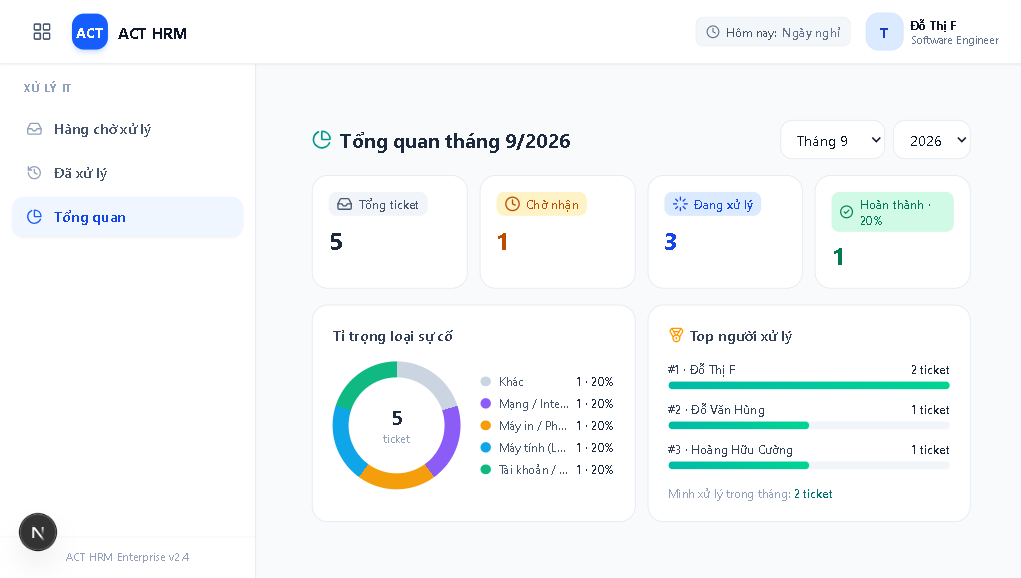 ACT
ACT HRM
Hôm nay: Ngày nghỉ
T
Đỗ Thị F
Software Engineer
XỬ LÝ IT
Hàng chờ xử lý
Đã xử lý
Tổng quan
N
ACT HRM Enterprise v2.4
Tổng quan tháng 9/2026
Tháng 9
2026
Tổng ticket
5
Chờ nhận
1
Đang xử lý
3
Hoàn thành ·
20%
1
Tỉ trọng loại sự cố
5
ticket
Khác 1 · 20%
Mạng / Inte... 1 · 20%
Máy in / Ph... 1 · 20%
Máy tính (L... 1 · 20%
Tài khoản / ... 1 · 20%
Top người xử lý
#1 · Đỗ Thị F 2 ticket
#2 · Đỗ Văn Hùng 1 ticket
#3 · Hoàng Hữu Cường 1 ticket
Mình xử lý trong tháng: 2 ticket